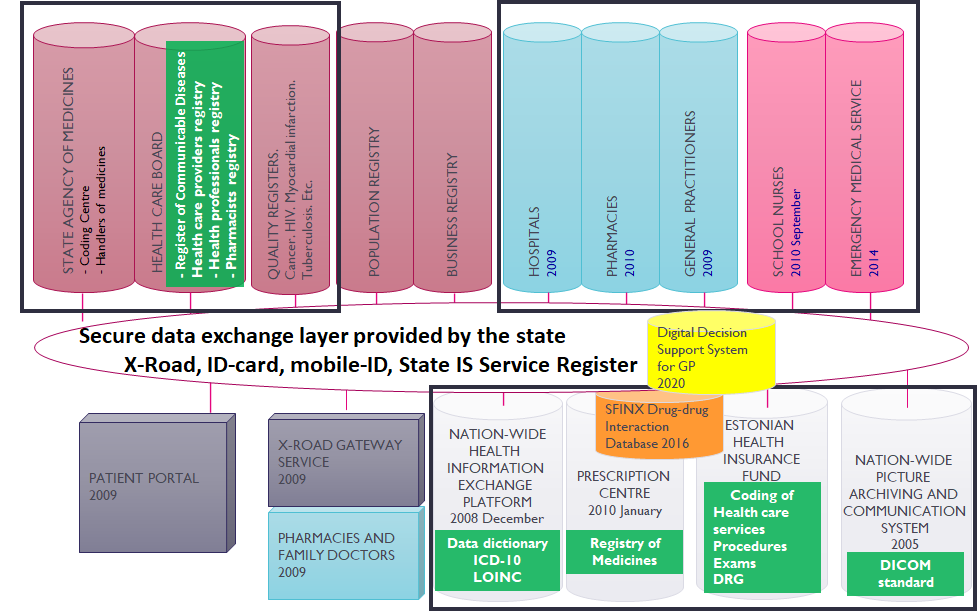 STATE AGENCY OF MEDICINES
- Coding Centre
- Handlers of medicines
HEALTH CARE BOARD
- Register of Communicable Diseases
Health care providers registry
- Health professionals registry
- Pharmacists registry
QUALITY REGISTERS.
Cancer. HIV. Myocardial infarction.
Tuberculosis. Etc.
POPULATION REGISTRY
BUSINESS REGISTRY
HOSPITALS
2009
PHARMACIES
2010
GENERAL PRACTITIONERS
2009
SCHOOL NURSES
2010 September
EMERGENCY MEDICAL SERVICE
2014
Secure data exchange layer provided by the state
X-Road, ID-card, mobile-ID, State IS Service Register
Digital Decision
Support System
for GP
2020
SFINX Drug-drug
Interaction
Database 2016
PATIENT PORTAL
2009
X-ROAD GATEWAY
SERVICE
2009
PHARMACIES AND
FAMILY DOCTORS
2009
NATION-WIDE
HEALTH
INFORMATION
EXCHANGE
PLATFORM
2008 December
Data dictionary
ICD-10
LOINC
PRESCRIPTION
CENTRE
2010 January
Registry of
Medicines
ESTONIAN
HEALTH
INSURANCE
FUND
Coding of
Health care
services
Procedures
Exams
DRG
NATION-WIDE
PICTURE
ARCHIVING AND
COMMUNICATION
SYSTEM
2005
DICOM
standard